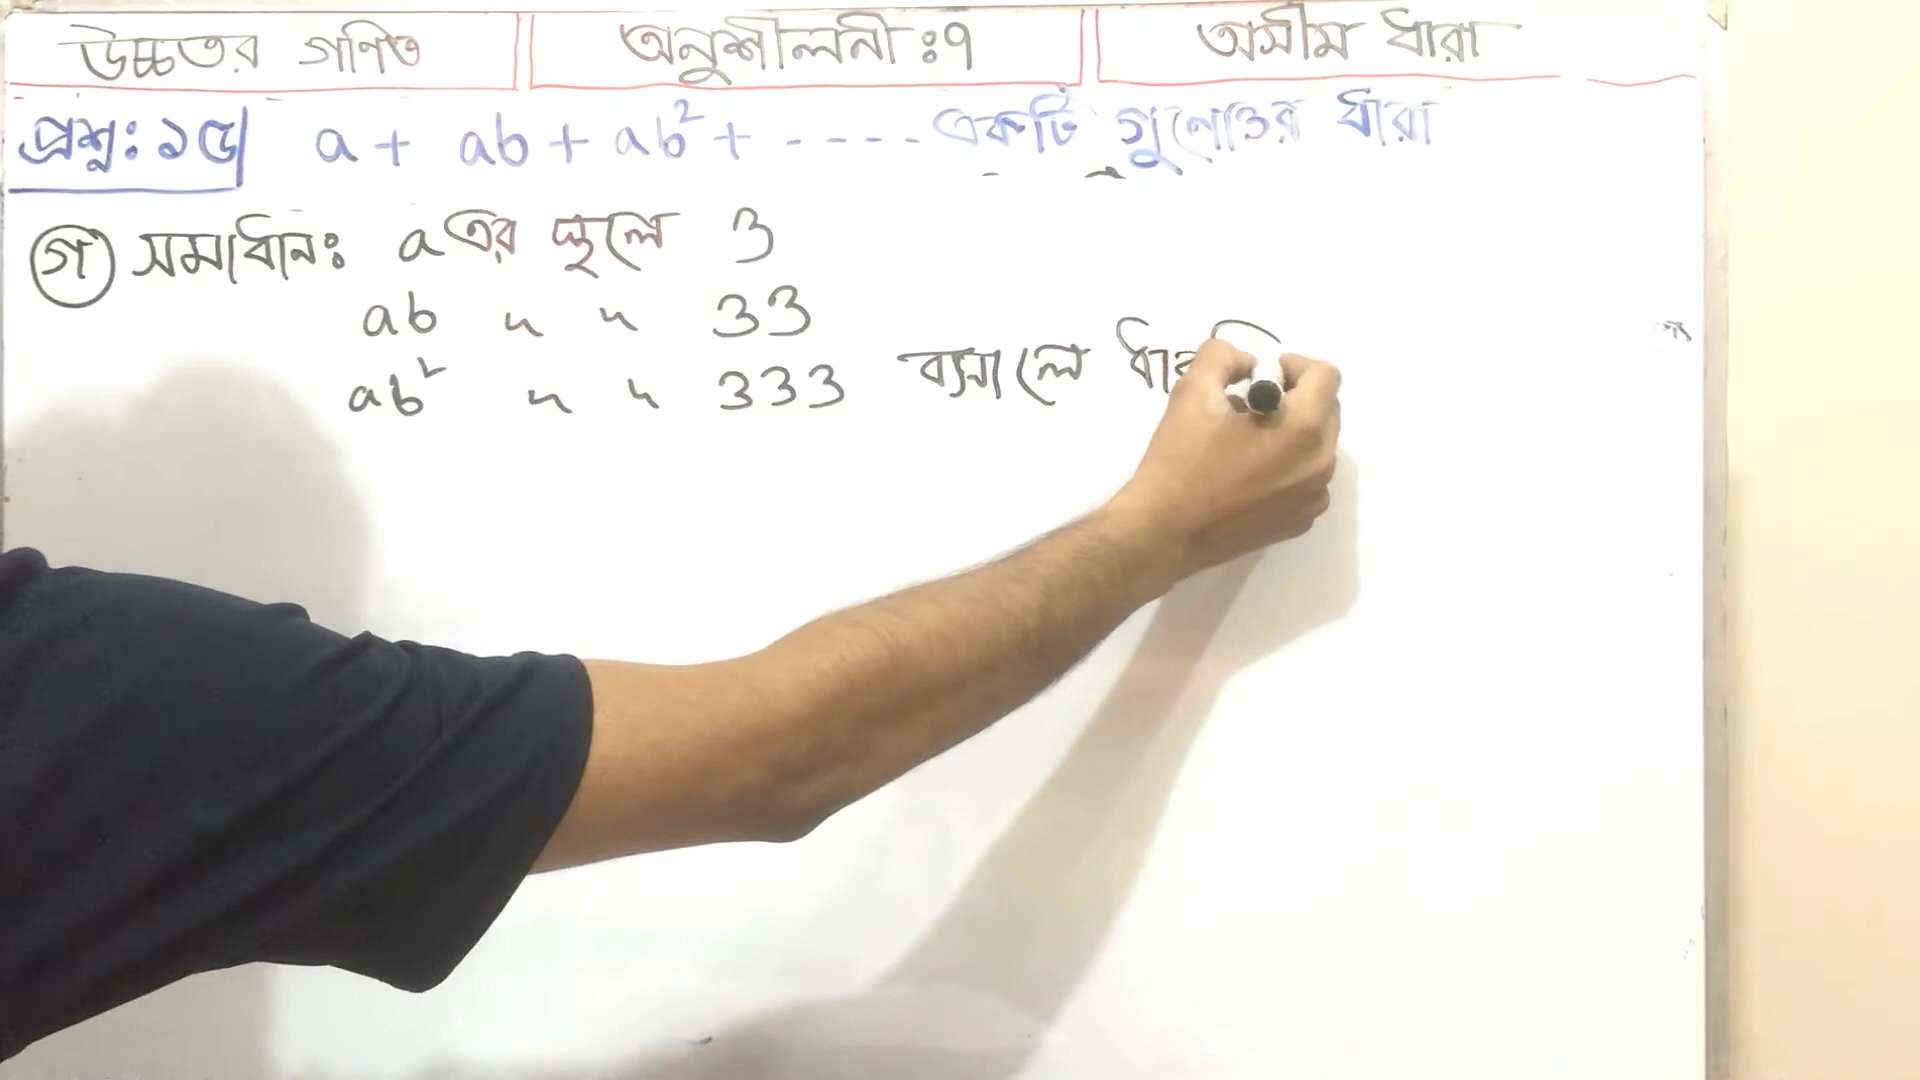 উচ্চতর গণিত
অনুশীলনী ঃ ৭
অসীম ধারা
প্রশ্নঃ ১৫| a + ab + ab² + ---- একটি গুনোত্তর ধারা
গ সমাধানঃ a এর স্থলে 3
ab " " 33
ab² " " 333 বসালে